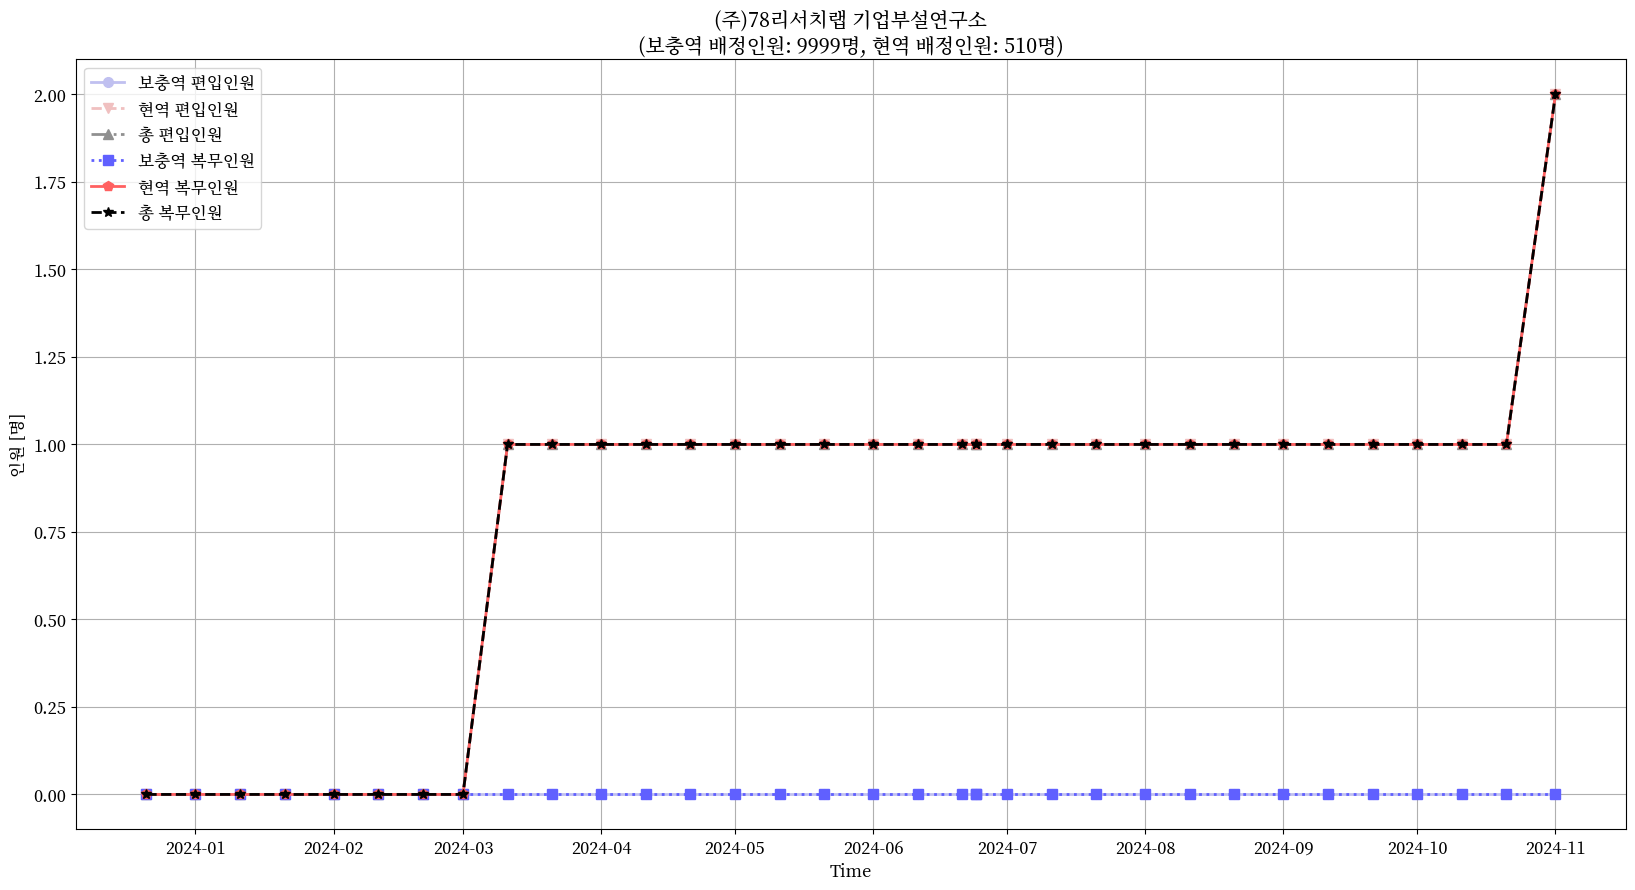 (주)78리서치랩 기업부설연구소
(보충역 배정인원: 9999명, 현역 배정인원: 510명)
보충역 편입인원
현역 편입인원
총 편입인원
보충역 복무인원
현역 복무인원
총 복무인원
인원 [명]
2.00
1.75
1.50
1.25
1.00
0.75
0.50
0.25
0.00
2024-01 2024-02 2024-03 2024-04 2024-05 2024-06 2024-07 2024-08 2024-09 2024-10 2024-11
Time